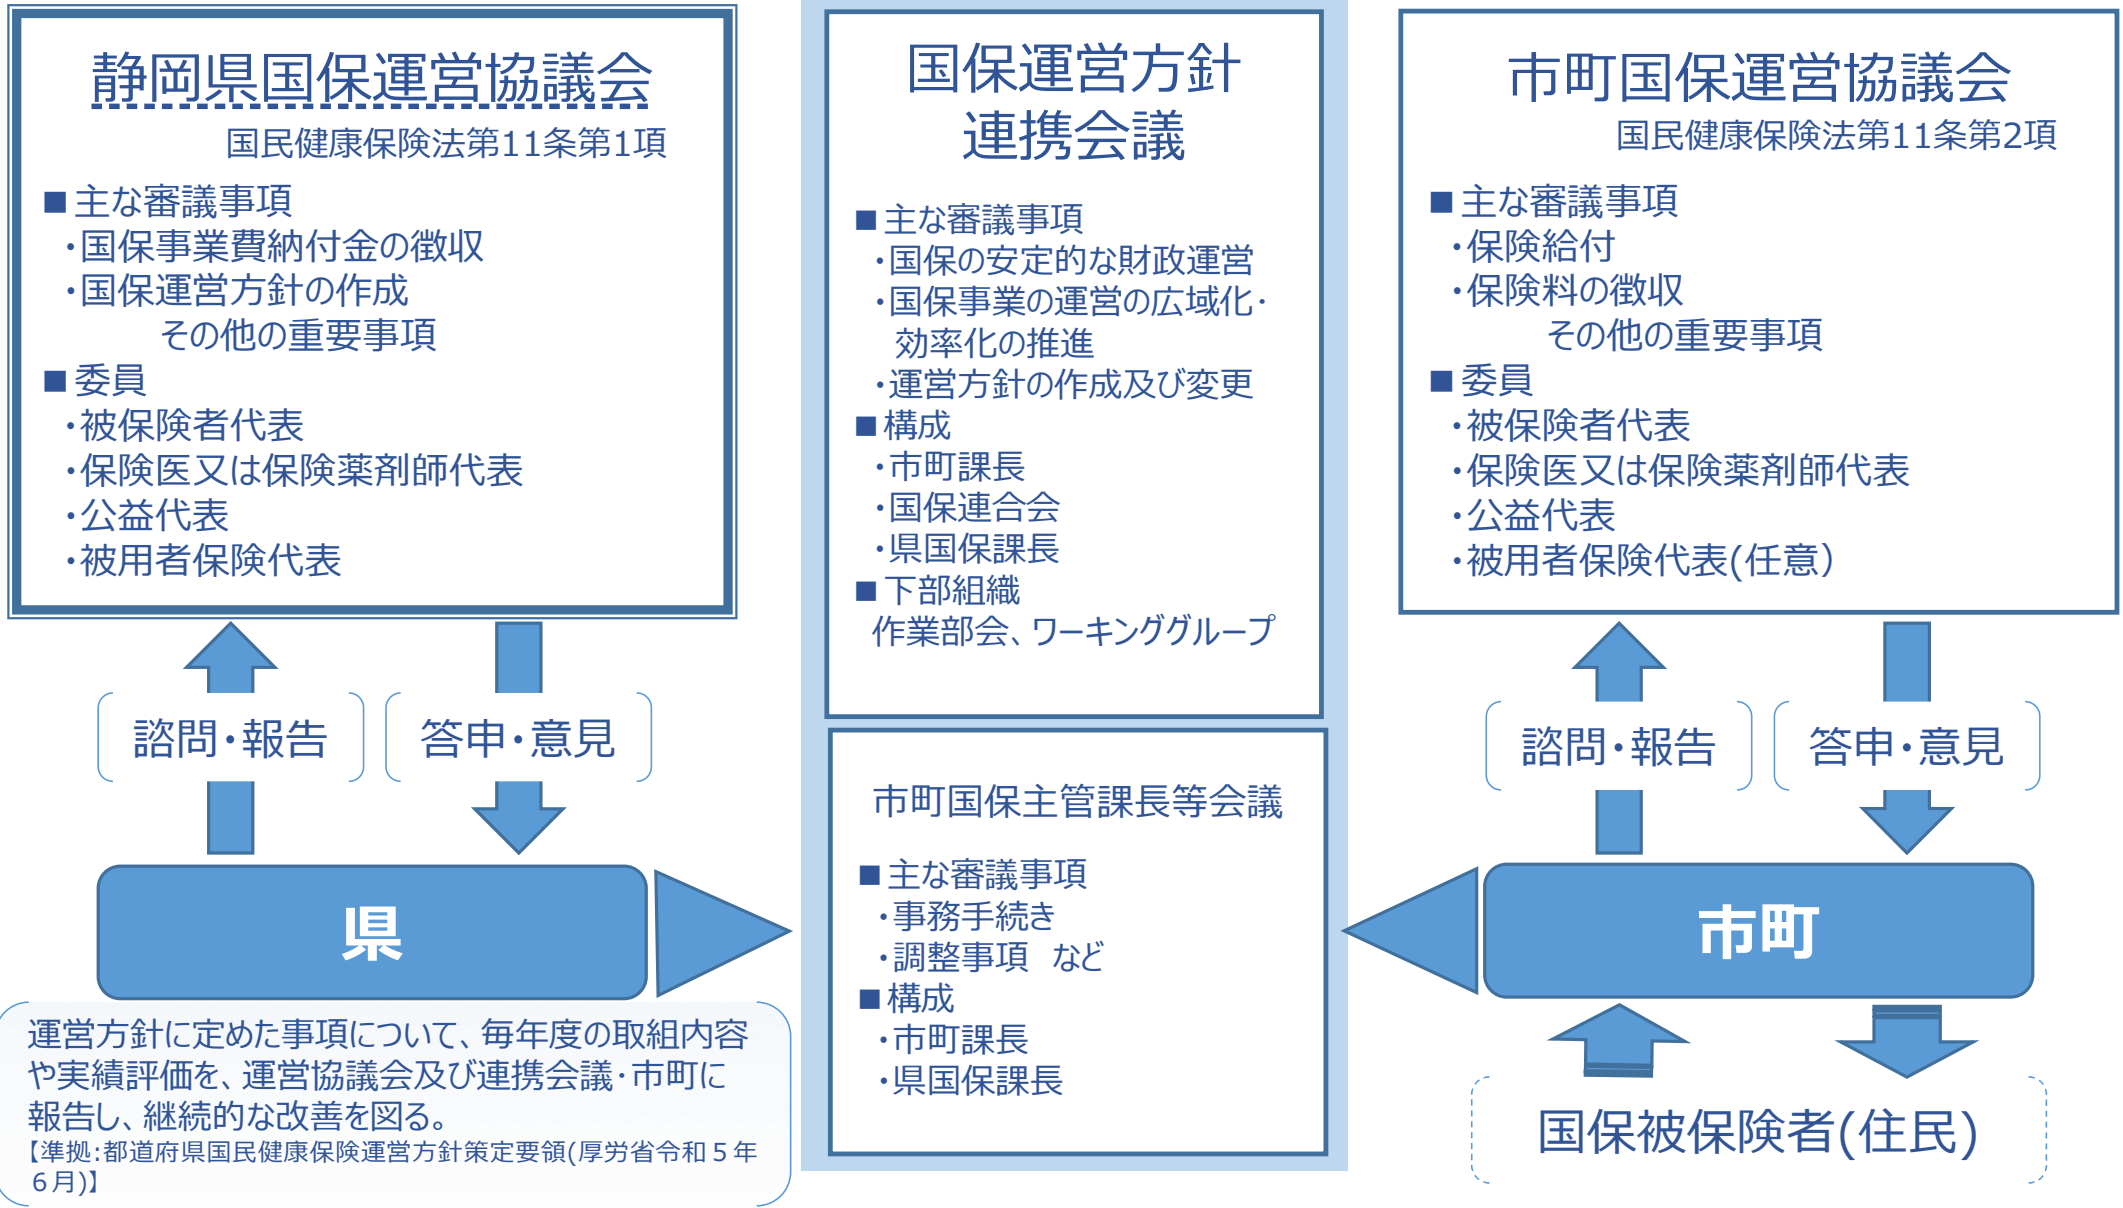 静岡県国保運営協議会
国民健康保険法第11条第1項
■主な審議事項
・国保事業費納付金の徴収
・国保運営方針の作成
その他の重要事項
■委員
・被保険者代表
・保険医又は保険薬剤師代表
・公益代表
・被用者保険代表
諮問・報告
答申・意見
県
運営方針に定めた事項について、毎年度の取組内容
や実績評価を、運営協議会及び連携会議・市町に
報告し、継続的な改善を図る。
【準拠:都道府県国民健康保険運営方針策定要領(厚労省令和５年
６月)】
国保運営方針
連携会議
■主な審議事項
・国保の安定的な財政運営
・国保事業の運営の広域化・
効率化の推進
・運営方針の作成及び変更
■構成
・市町課長
・国保連合会
・県国保課長
■下部組織
作業部会、ワーキンググループ
市町国保主管課長等会議
■主な審議事項
・事務手続き
・調整事項　など
■構成
・市町課長
・県国保課長
市町国保運営協議会
国民健康保険法第11条第2項
■主な審議事項
・保険給付
・保険料の徴収
その他の重要事項
■委員
・被保険者代表
・保険医又は保険薬剤師代表
・公益代表
・被用者保険代表(任意）
諮問・報告
答申・意見
市町
国保被保険者(住民)